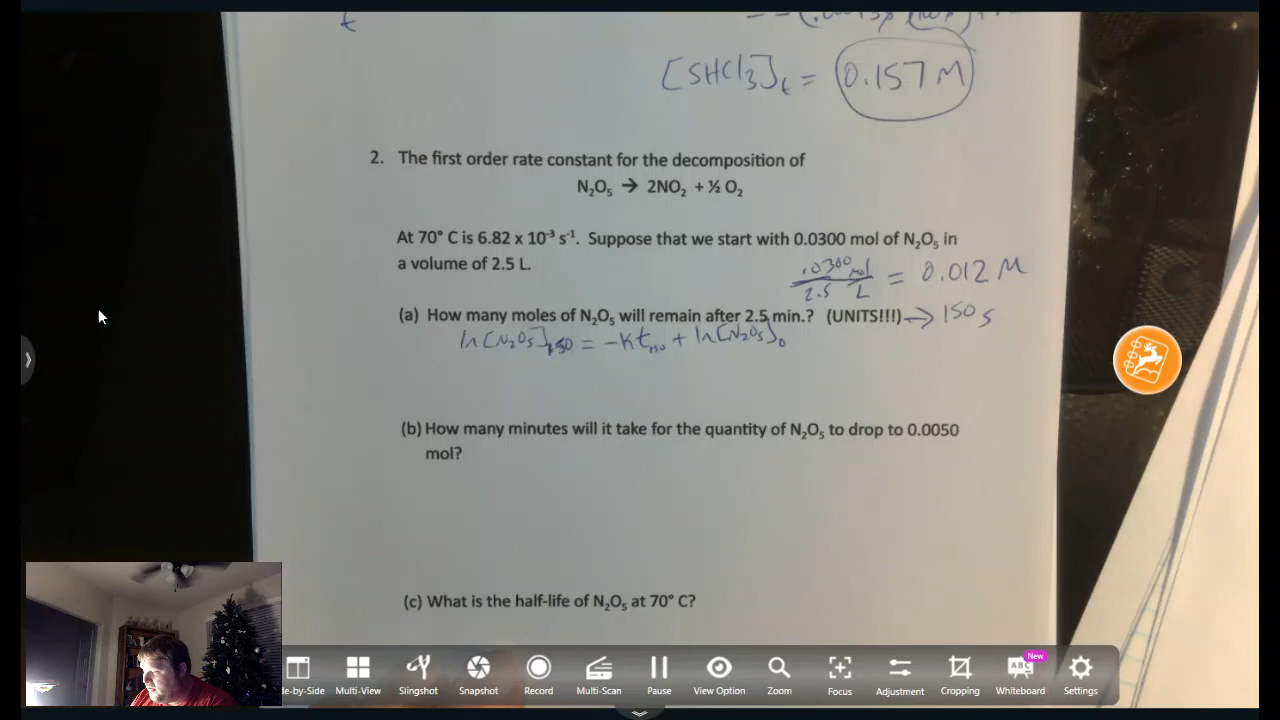 [SHCl3]t = 0.157 M
2. The first order rate constant for the decomposition of
N₂O₅ → 2NO₂ + ½ O₂
At 70° C is 6.82 x 10⁻³ s⁻¹. Suppose that we start with 0.0300 mol of N₂O₅ in
a volume of 2.5 L.
.0300 mol / 2.5 L = 0.012 M
(a) How many moles of N₂O₅ will remain after 2.5 min.? (UNITS!!!) → 150 s
ln[N₂O₅]150 = -Kt150 + ln[N₂O₅]0
(b) How many minutes will it take for the quantity of N₂O₅ to drop to 0.0050
mol?
(c) What is the half-life of N₂O₅ at 70° C?
de-by-Side Multi-View Slingshot Snapshot Record Multi-Scan Pause View Option Zoom Focus Adjustment Cropping New Whiteboard Settings